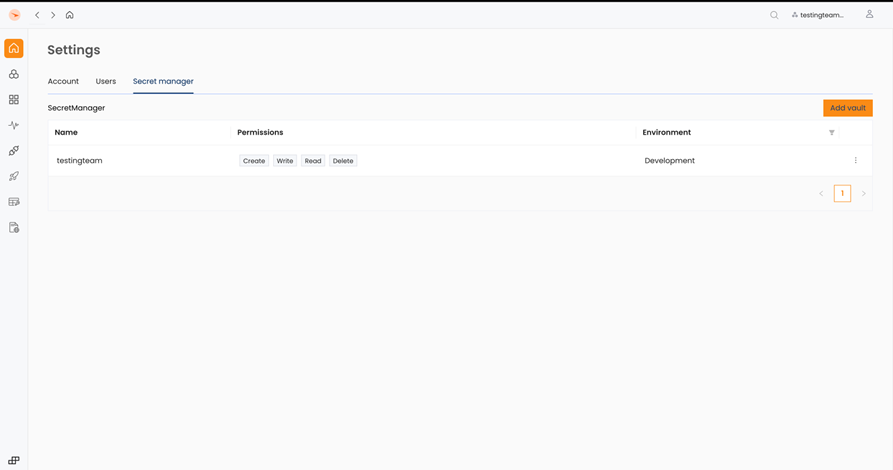 testingteam...
Settings
Account Users Secret manager
SecretManager Add vault
Name Permissions Environment
testingteam Create Write Read Delete Development
1